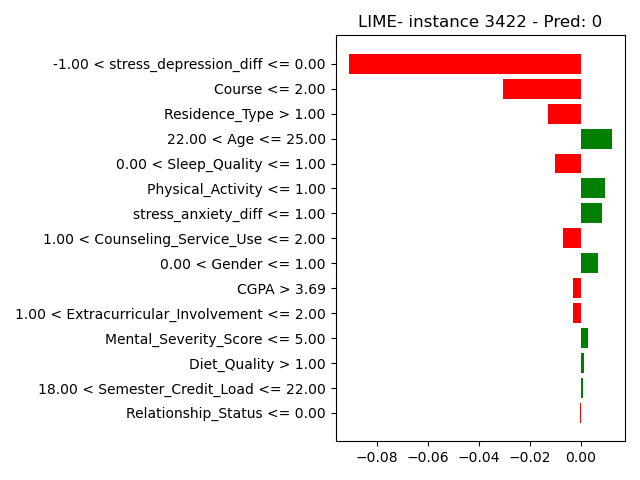 LIME- instance 3422 - Pred: 0
-1.00 < stress_depression_diff <= 0.00
Course <= 2.00
Residence_Type > 1.00
22.00 < Age <= 25.00
0.00 < Sleep_Quality <= 1.00
Physical_Activity <= 1.00
stress_anxiety_diff <= 1.00
1.00 < Counseling_Service_Use <= 2.00
0.00 < Gender <= 1.00
CGPA > 3.69
1.00 < Extracurricular_Involvement <= 2.00
Mental_Severity_Score <= 5.00
Diet_Quality > 1.00
18.00 < Semester_Credit_Load <= 22.00
Relationship_Status <= 0.00
−0.08 −0.06 −0.04 −0.02 0.00